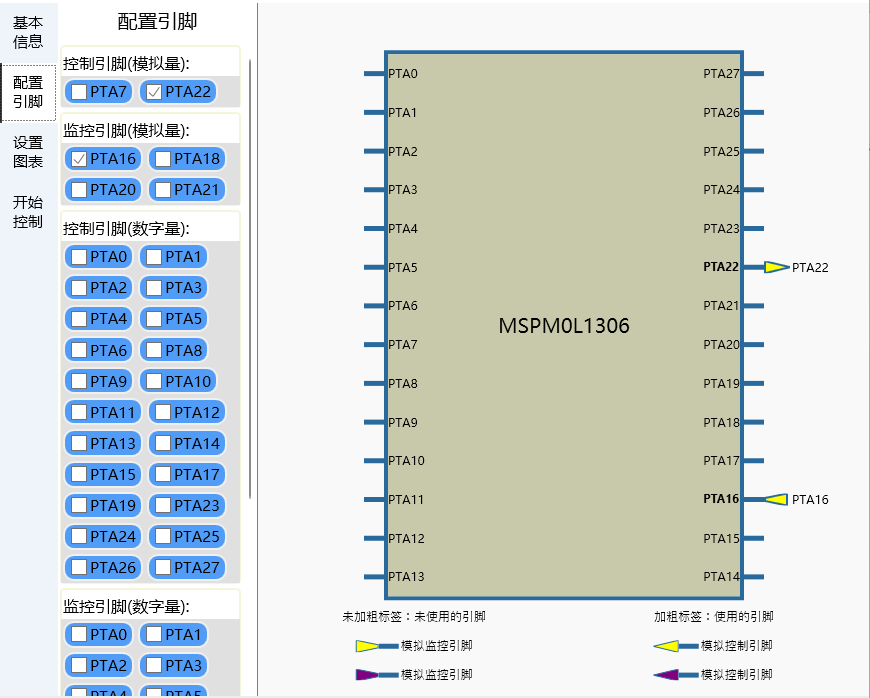 基本
信息
配置
引脚
设置
图表
开始
控制
配置引脚
控制引脚(模拟量):
PTA7 PTA22
监控引脚(模拟量):
PTA16 PTA18
PTA20 PTA21
控制引脚(数字量):
PTA0 PTA1
PTA2 PTA3
PTA4 PTA5
PTA6 PTA8
PTA9 PTA10
PTA11 PTA12
PTA13 PTA14
PTA15 PTA17
PTA19 PTA23
PTA24 PTA25
PTA26 PTA27
监控引脚(数字量):
PTA0 PTA1
PTA2 PTA3
PTA4 PTA5
PTA0 PTA27
PTA1 PTA26
PTA2 PTA25
PTA3 PTA24
PTA4 PTA23
PTA5 PTA22 PTA22
PTA6 PTA21
MSPM0L1306
PTA7 PTA20
PTA8 PTA19
PTA9 PTA18
PTA10 PTA17
PTA11 PTA16 PTA16
PTA12 PTA15
PTA13 PTA14
未加粗标签：未使用的引脚 加粗标签：使用的引脚
模拟监控引脚 模拟控制引脚
模拟监控引脚 模拟控制引脚